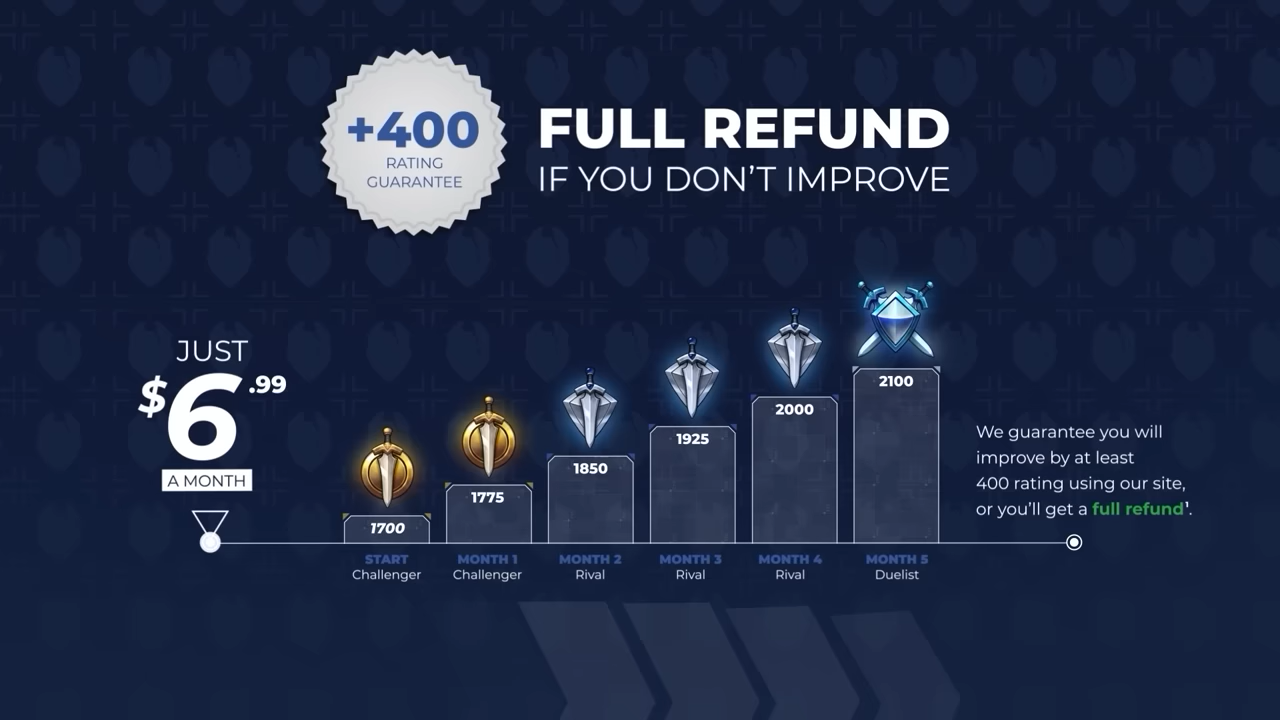 +400
RATING
GUARANTEE
FULL REFUND
IF YOU DON'T IMPROVE
JUST
$6.99
A MONTH
1700
1775
1850
1925
2000
2100
START
Challenger
MONTH 1
Challenger
MONTH 2
Rival
MONTH 3
Rival
MONTH 4
Rival
MONTH 5
Duelist
We guarantee you will
improve by at least
400 rating using our site,
or you'll get a full refund¹.